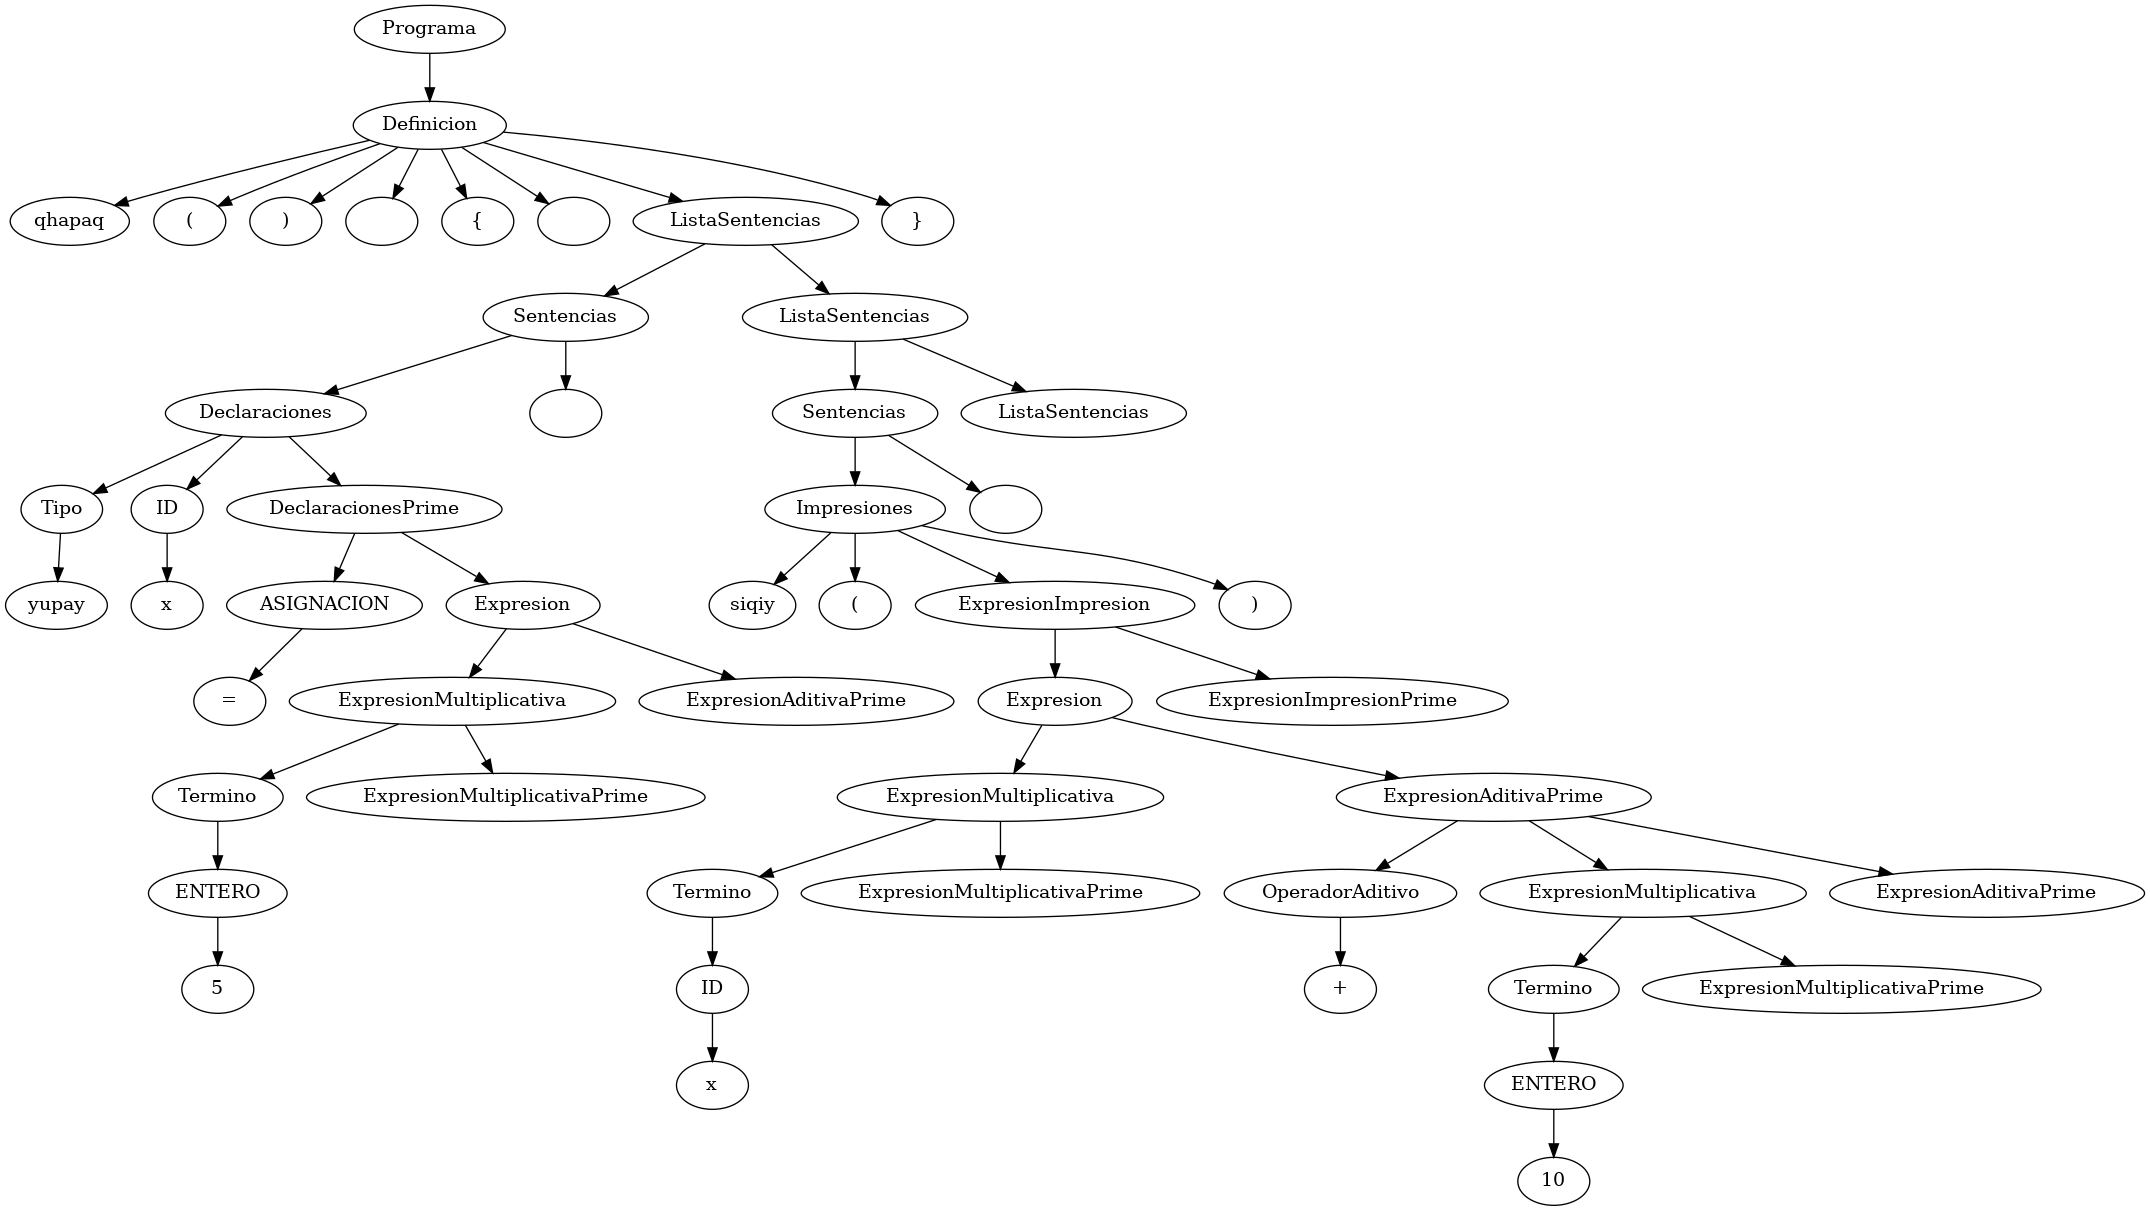 Programa
Definicion
qhapaq
(
)
{
ListaSentencias
}
Sentencias
ListaSentencias
Declaraciones
Sentencias
ListaSentencias
Tipo
ID
DeclaracionesPrime
Impresiones
yupay
x
ASIGNACION
Expresion
siqiy
(
ExpresionImpresion
)
=
ExpresionMultiplicativa
ExpresionAditivaPrime
Expresion
ExpresionImpresionPrime
Termino
ExpresionMultiplicativaPrime
ExpresionMultiplicativa
ExpresionAditivaPrime
ENTERO
Termino
ExpresionMultiplicativaPrime
OperadorAditivo
ExpresionMultiplicativa
ExpresionAditivaPrime
5
ID
+
Termino
ExpresionMultiplicativaPrime
x
ENTERO
10